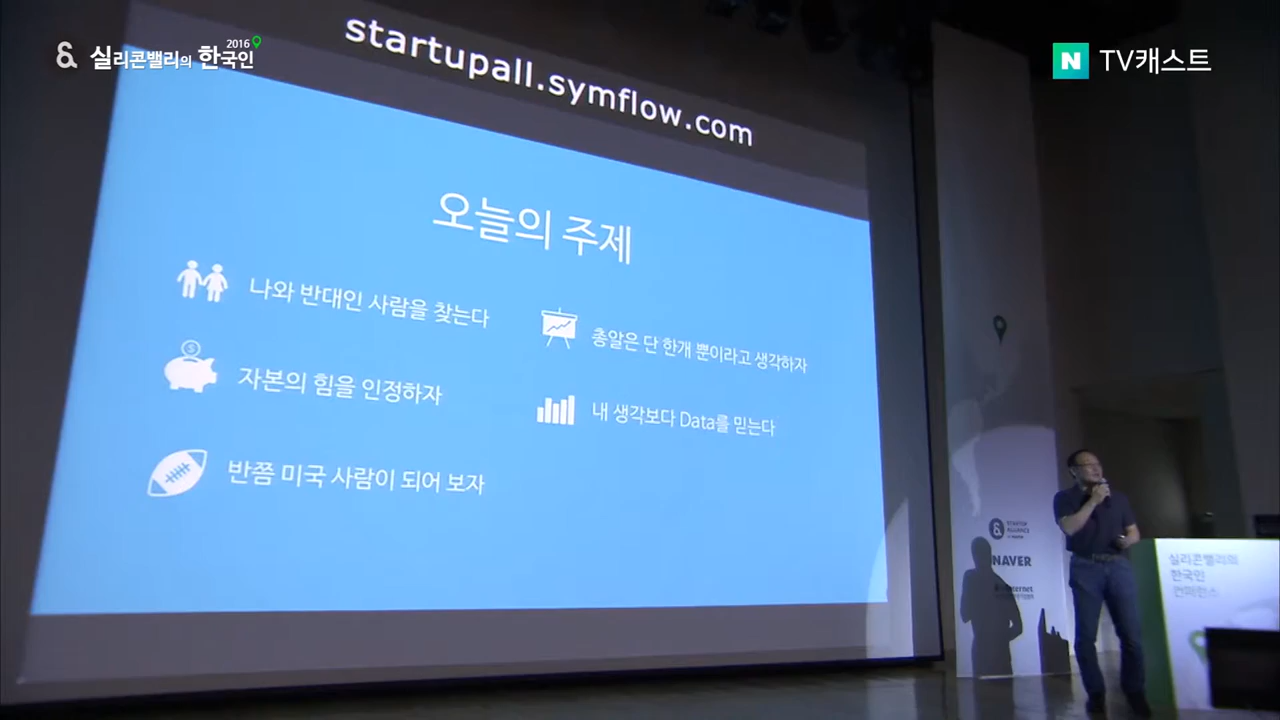 실리콘밸리의 한국인
2016
N TV캐스트
startupall.symflow.com
오늘의 주제
나와 반대인 사람을 찾는다
자본의 힘을 인정하자
반쯤 미국 사람이 되어 보자
총알은 단 한개 뿐이라고 생각하자
내 생각보다 Data를 믿는다
STARTUP
ALLIANCE
NAVER
실리콘밸리의
한국인
컨퍼런스